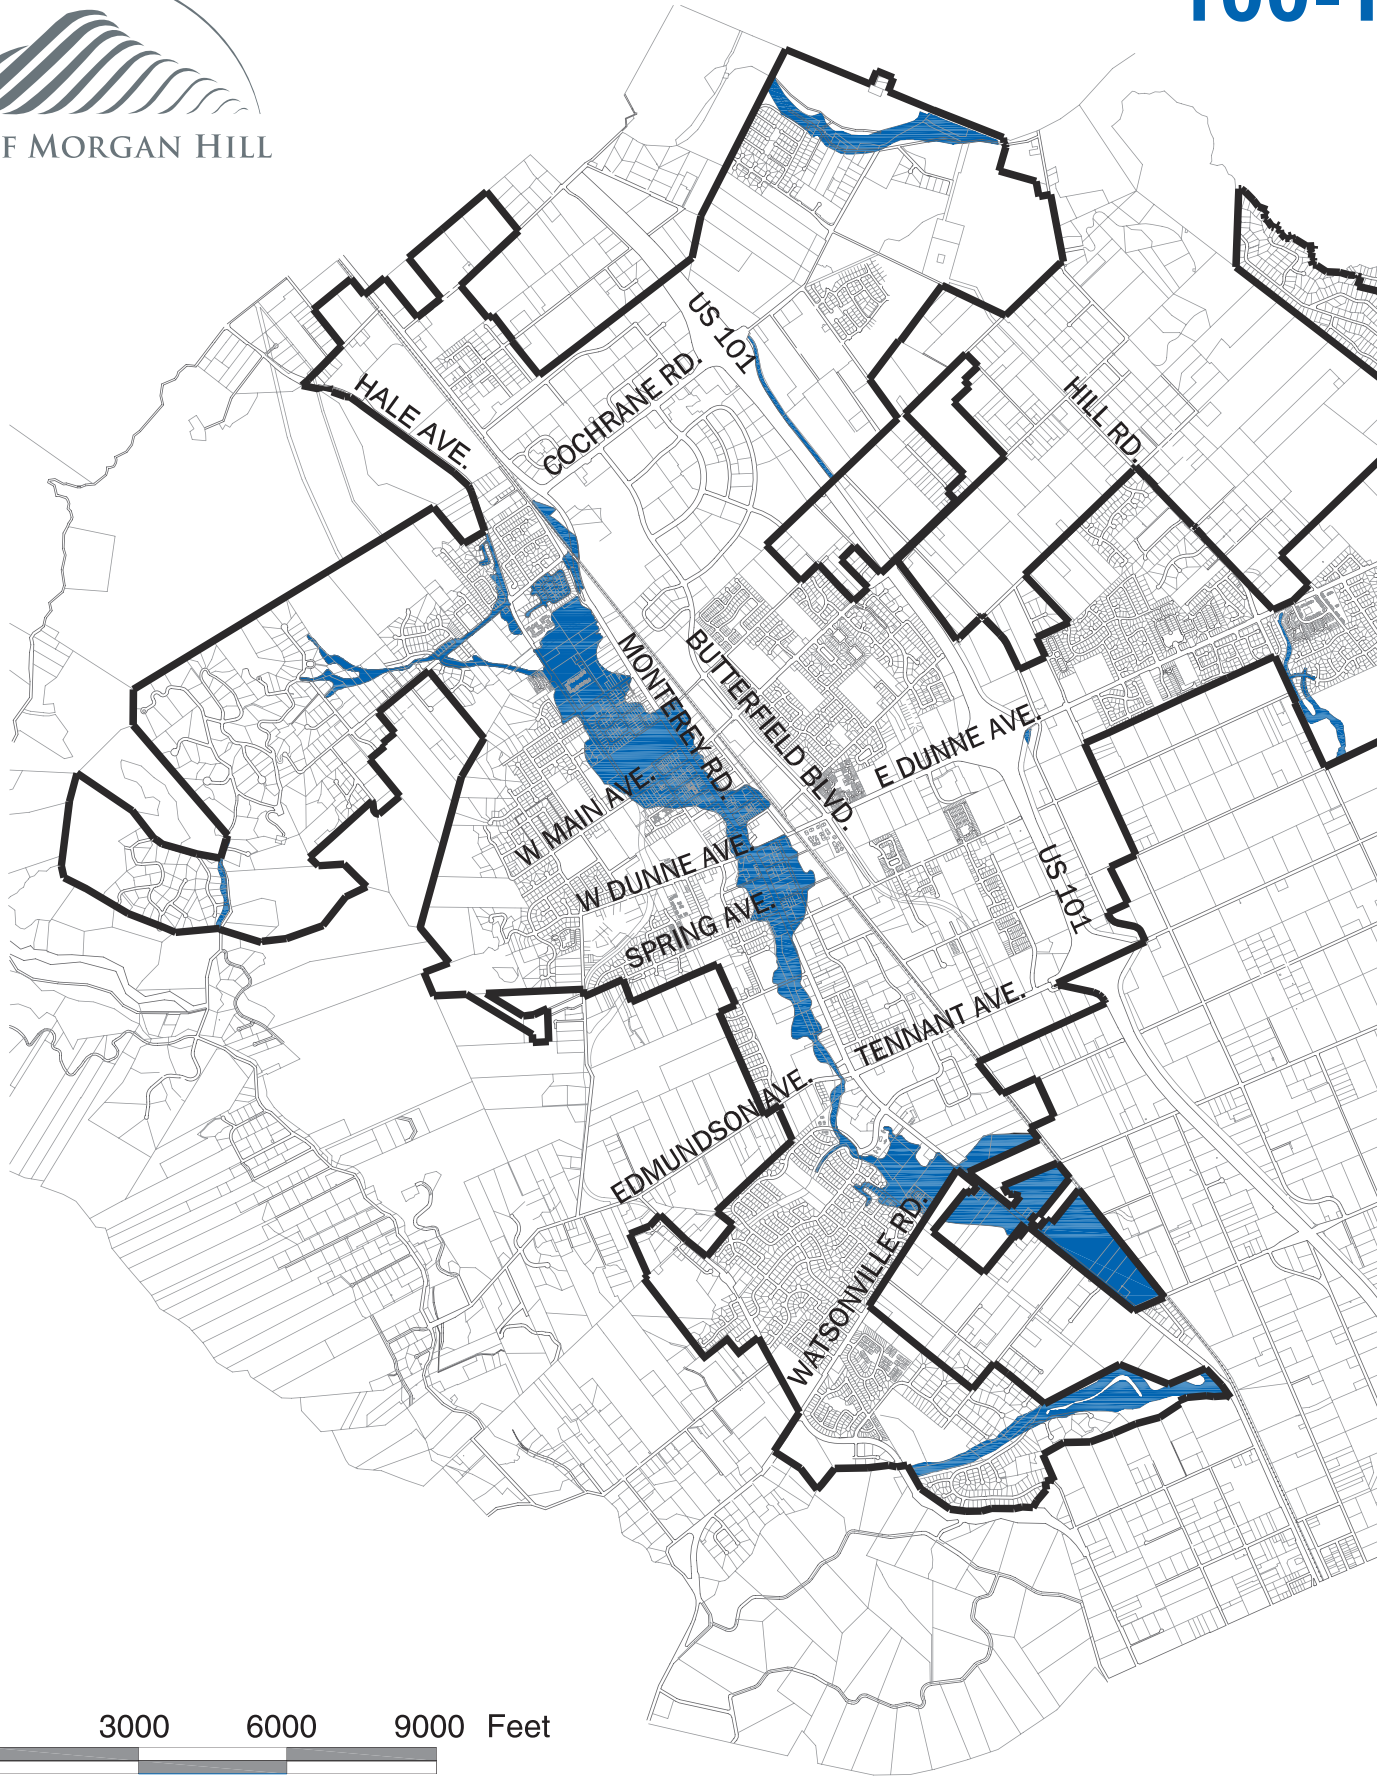 100-
F MORGAN HILL
US 101
HALE AVE.
COCHRANE RD.
HILL RD.
MONTEREY RD.
BUTTERFIELD BLVD.
E DUNNE AVE.
W MAIN AVE.
W DUNNE AVE.
US 101
SPRING AVE.
TENNANT AVE.
EDMUNDSON AVE.
WATSONVILLE RD.
3000 6000 9000 Feet